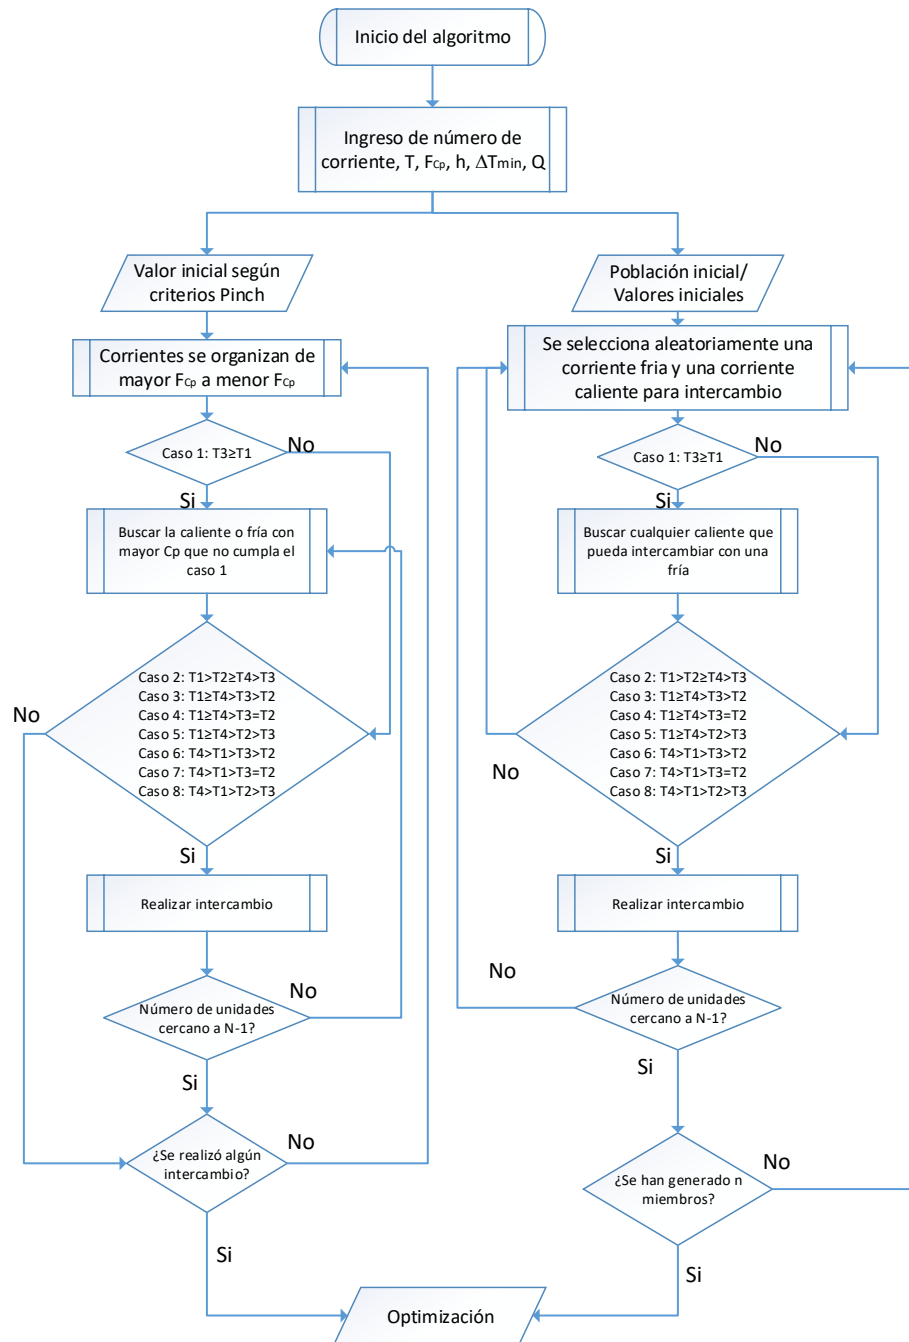 Inicio del algoritmo
Ingreso de número de
corriente, T, FCp, h, ΔTmin, Q
Valor inicial según
criterios Pinch
Corrientes se organizan de
mayor FCp a menor FCp
Caso 1: T3≥T1
No
Si
Buscar la caliente o fría con
mayor Cp que no cumpla el
caso 1
Caso 2: T1>T2≥T4>T3
Caso 3: T1≥T4>T3>T2
Caso 4: T1≥T4>T3=T2
Caso 5: T1≥T4>T2>T3
Caso 6: T4>T1>T3>T2
Caso 7: T4>T1>T3=T2
Caso 8: T4>T1>T2>T3
No
Si
Realizar intercambio
Número de unidades
cercano a N-1?
No
Si
¿Se realizó algún
intercambio?
No
Si
Población inicial/
Valores iniciales
Se selecciona aleatoriamente una
corriente fria y una corriente
caliente para intercambio
Caso 1: T3≥T1
No
Si
Buscar cualquier caliente que
pueda intercambiar con una
fría
Caso 2: T1>T2≥T4>T3
Caso 3: T1≥T4>T3>T2
Caso 4: T1≥T4>T3=T2
Caso 5: T1≥T4>T2>T3
Caso 6: T4>T1>T3>T2
Caso 7: T4>T1>T3=T2
Caso 8: T4>T1>T2>T3
No
Si
Realizar intercambio
No
Número de unidades
cercano a N-1?
Si
¿Se han generado n
miembros?
No
Si
Optimización